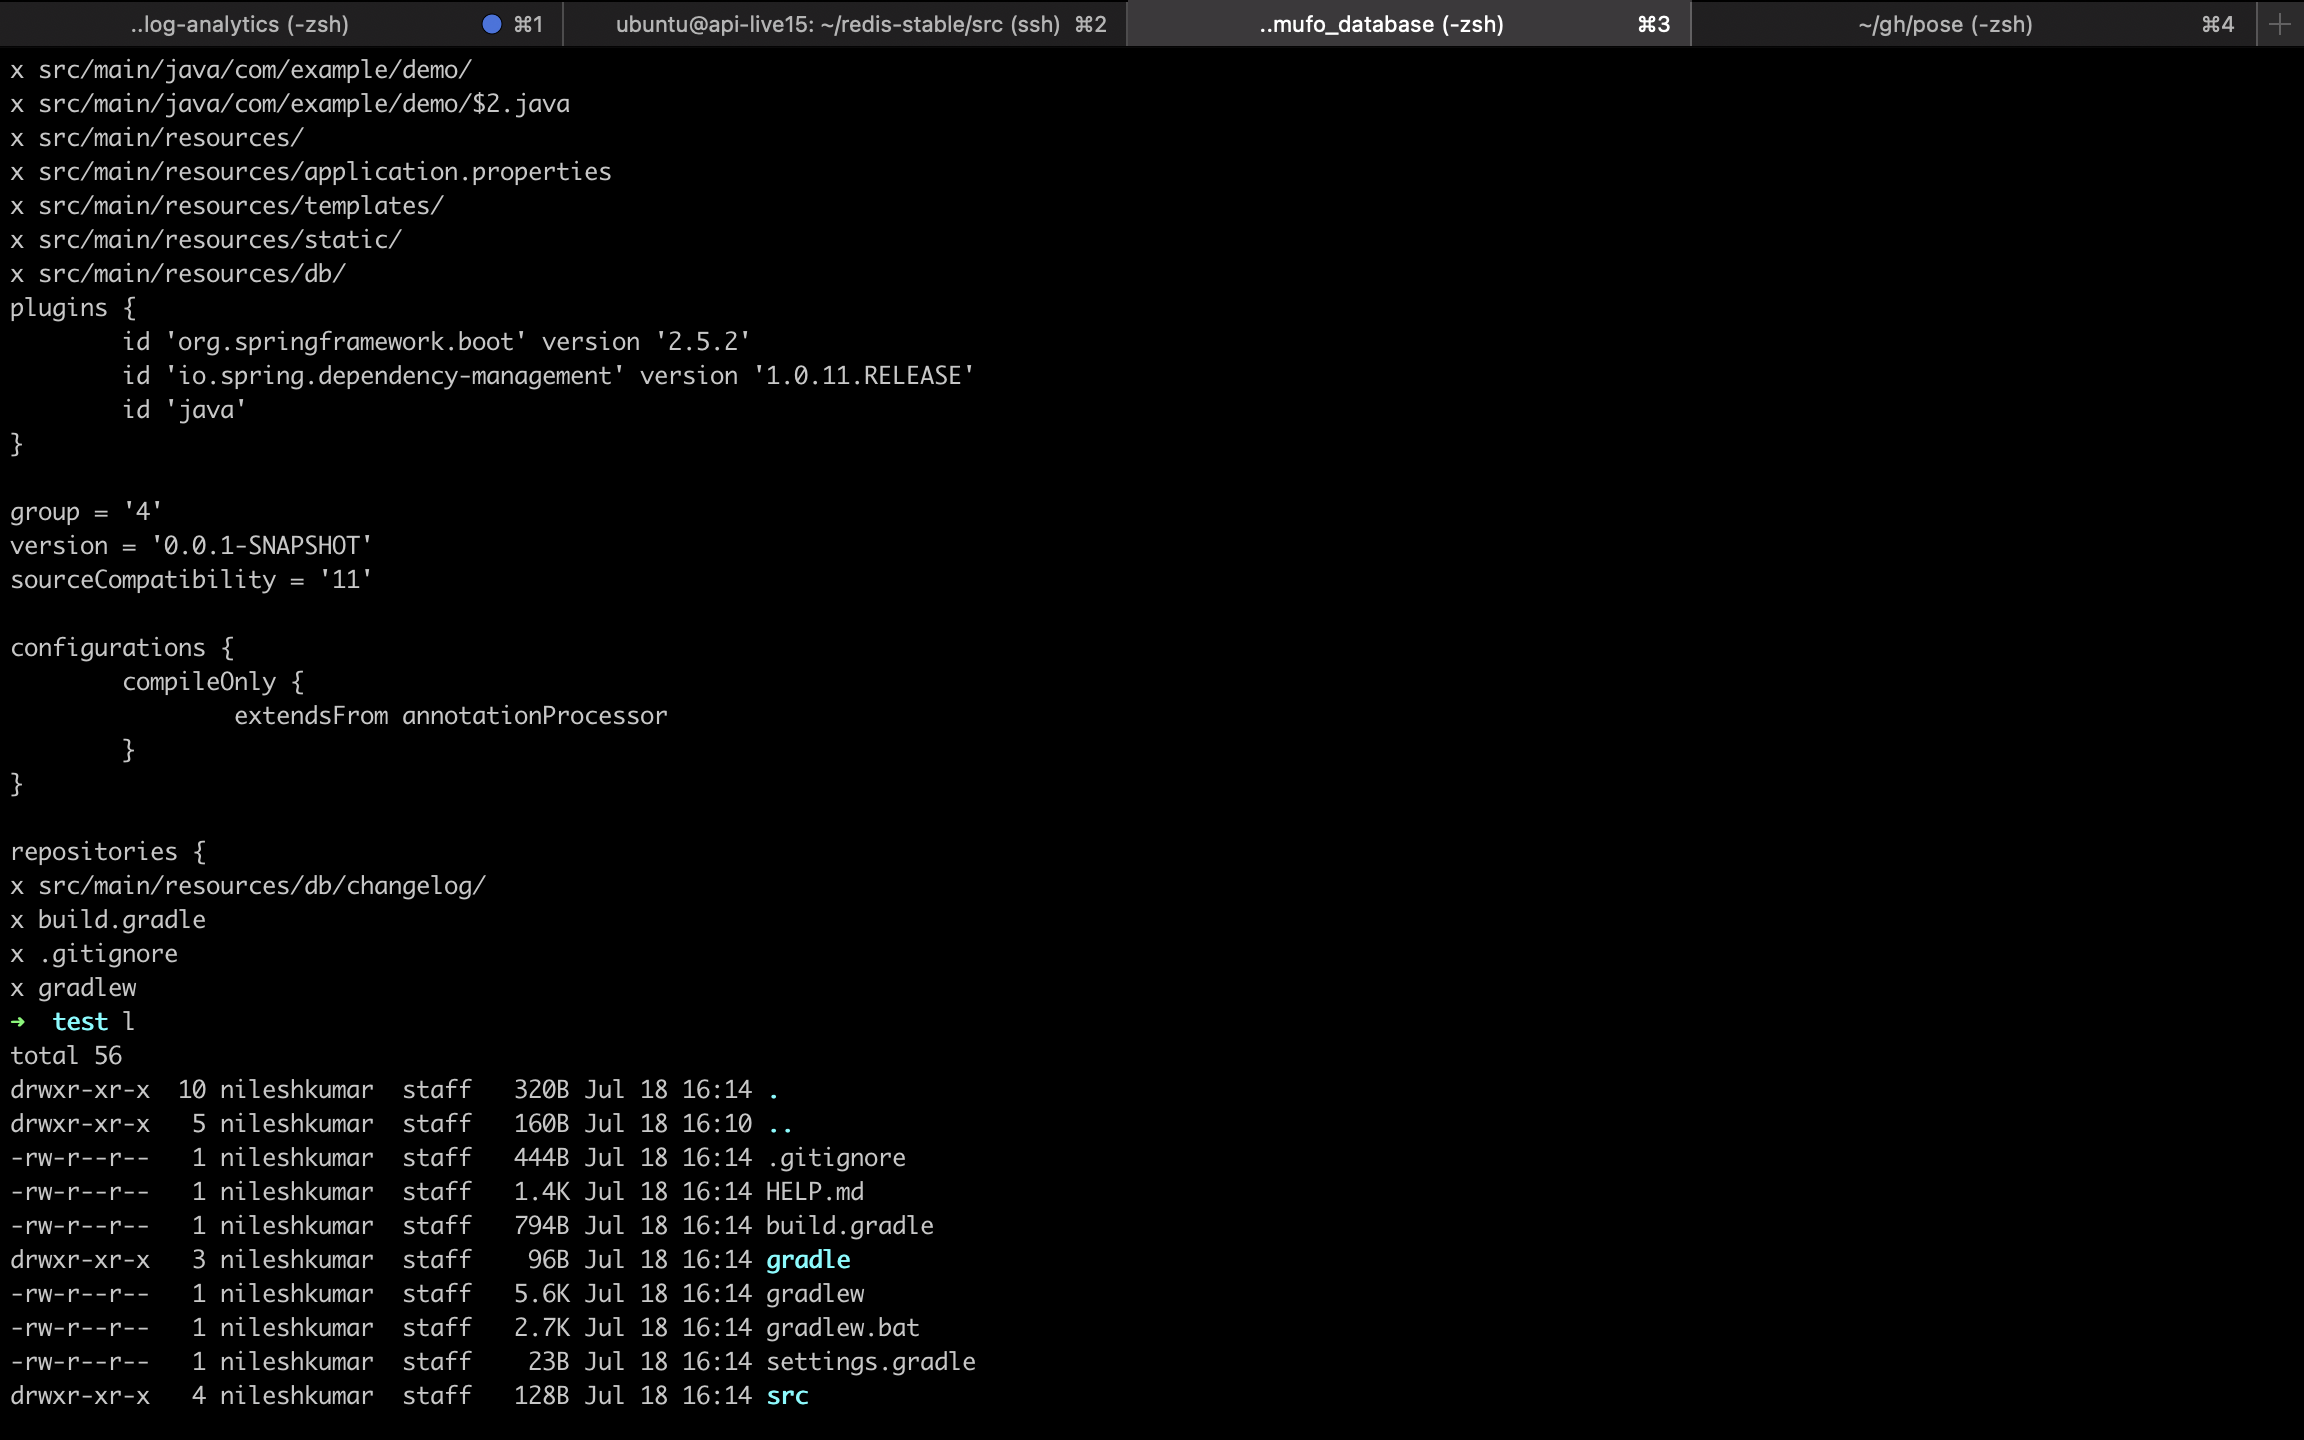 ..log-analytics (-zsh) ⌘1 ubuntu@api-live15: ~/redis-stable/src (ssh) ⌘2 ..mufo_database (-zsh) ⌘3 ~/gh/pose (-zsh) ⌘4
x src/main/java/com/example/demo/
x src/main/java/com/example/demo/$2.java
x src/main/resources/
x src/main/resources/application.properties
x src/main/resources/templates/
x src/main/resources/static/
x src/main/resources/db/
plugins {
        id 'org.springframework.boot' version '2.5.2'
        id 'io.spring.dependency-management' version '1.0.11.RELEASE'
        id 'java'
}

group = '4'
version = '0.0.1-SNAPSHOT'
sourceCompatibility = '11'

configurations {
        compileOnly {
                extendsFrom annotationProcessor
        }
}

repositories {
x src/main/resources/db/changelog/
x build.gradle
x .gitignore
x gradlew
➜  test l
total 56
drwxr-xr-x  10 nileshkumar  staff   320B Jul 18 16:14 .
drwxr-xr-x   5 nileshkumar  staff   160B Jul 18 16:10 ..
-rw-r--r--   1 nileshkumar  staff   444B Jul 18 16:14 .gitignore
-rw-r--r--   1 nileshkumar  staff   1.4K Jul 18 16:14 HELP.md
-rw-r--r--   1 nileshkumar  staff   794B Jul 18 16:14 build.gradle
drwxr-xr-x   3 nileshkumar  staff    96B Jul 18 16:14 gradle
-rw-r--r--   1 nileshkumar  staff   5.6K Jul 18 16:14 gradlew
-rw-r--r--   1 nileshkumar  staff   2.7K Jul 18 16:14 gradlew.bat
-rw-r--r--   1 nileshkumar  staff    23B Jul 18 16:14 settings.gradle
drwxr-xr-x   4 nileshkumar  staff   128B Jul 18 16:14 src